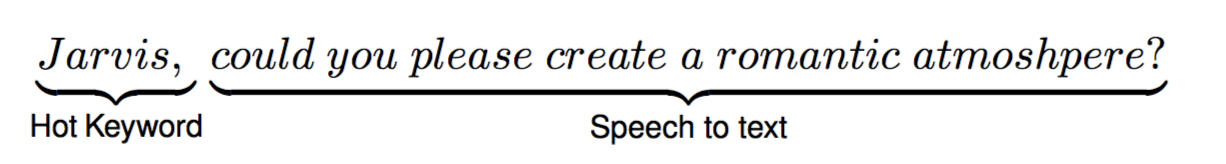 Jarvis, could you please create a romantic atmoshpere?
Hot Keyword Speech to text